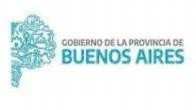 GOBIERNO DE LA PROVINCIA DE
BUENOS AIRES